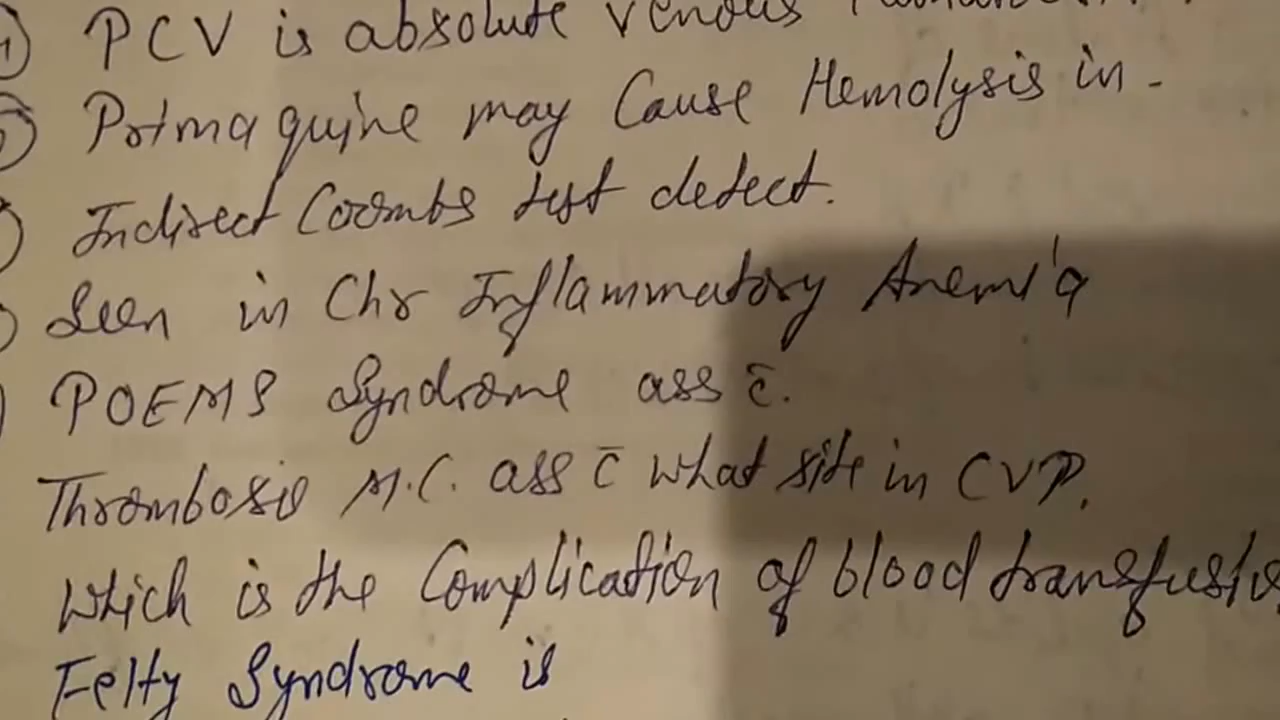 PCV is absolute venous
Primaquine may Cause Hemolysis in -
Indirect Coombs test detect.
Seen in Chr Inflammatory Anemia
POEMS Syndrome ass c̄.
Thrombosis M.C. ass c̄ what site in CVP.
Which is the Complication of blood
Felty Syndrome is